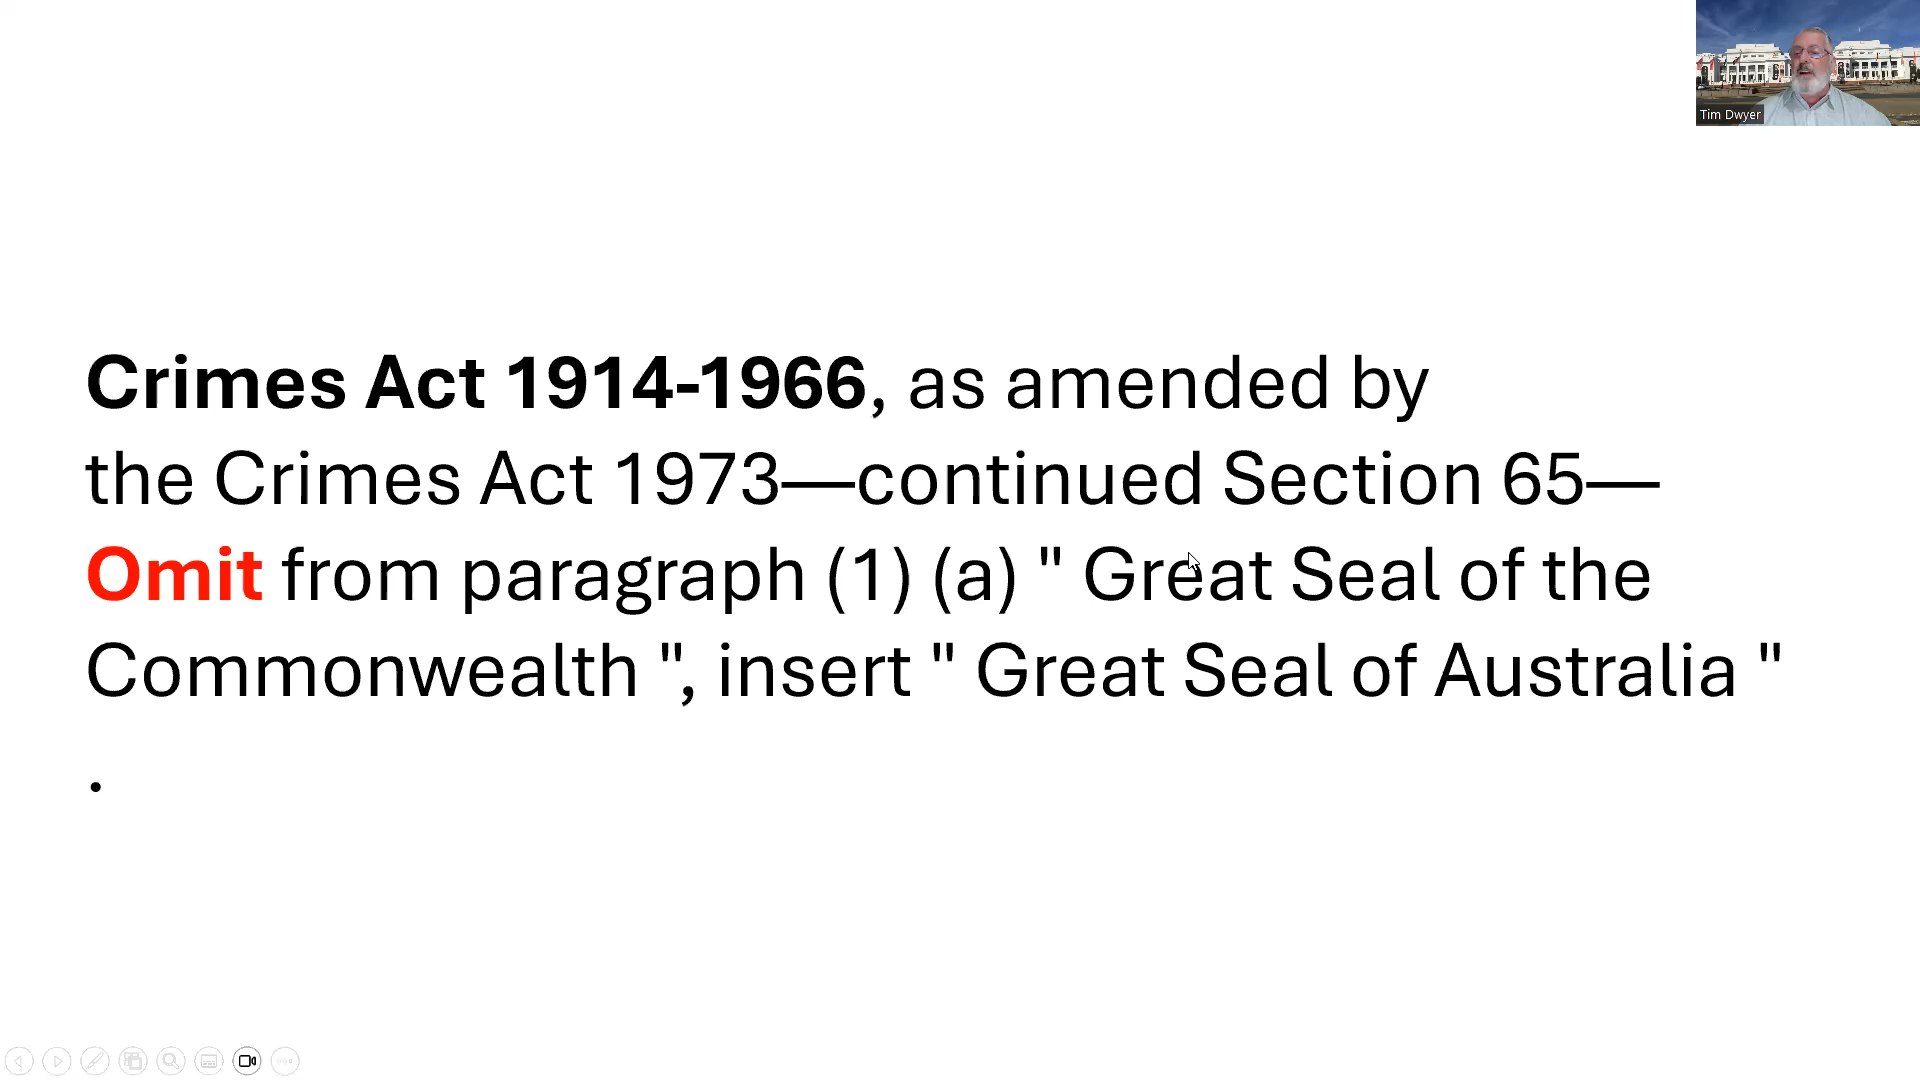 Tim Dwyer
Crimes Act 1914-1966, as amended by
the Crimes Act 1973—continued Section 65—
Omit from paragraph (1) (a) " Great Seal of the
Commonwealth ", insert " Great Seal of Australia "
.